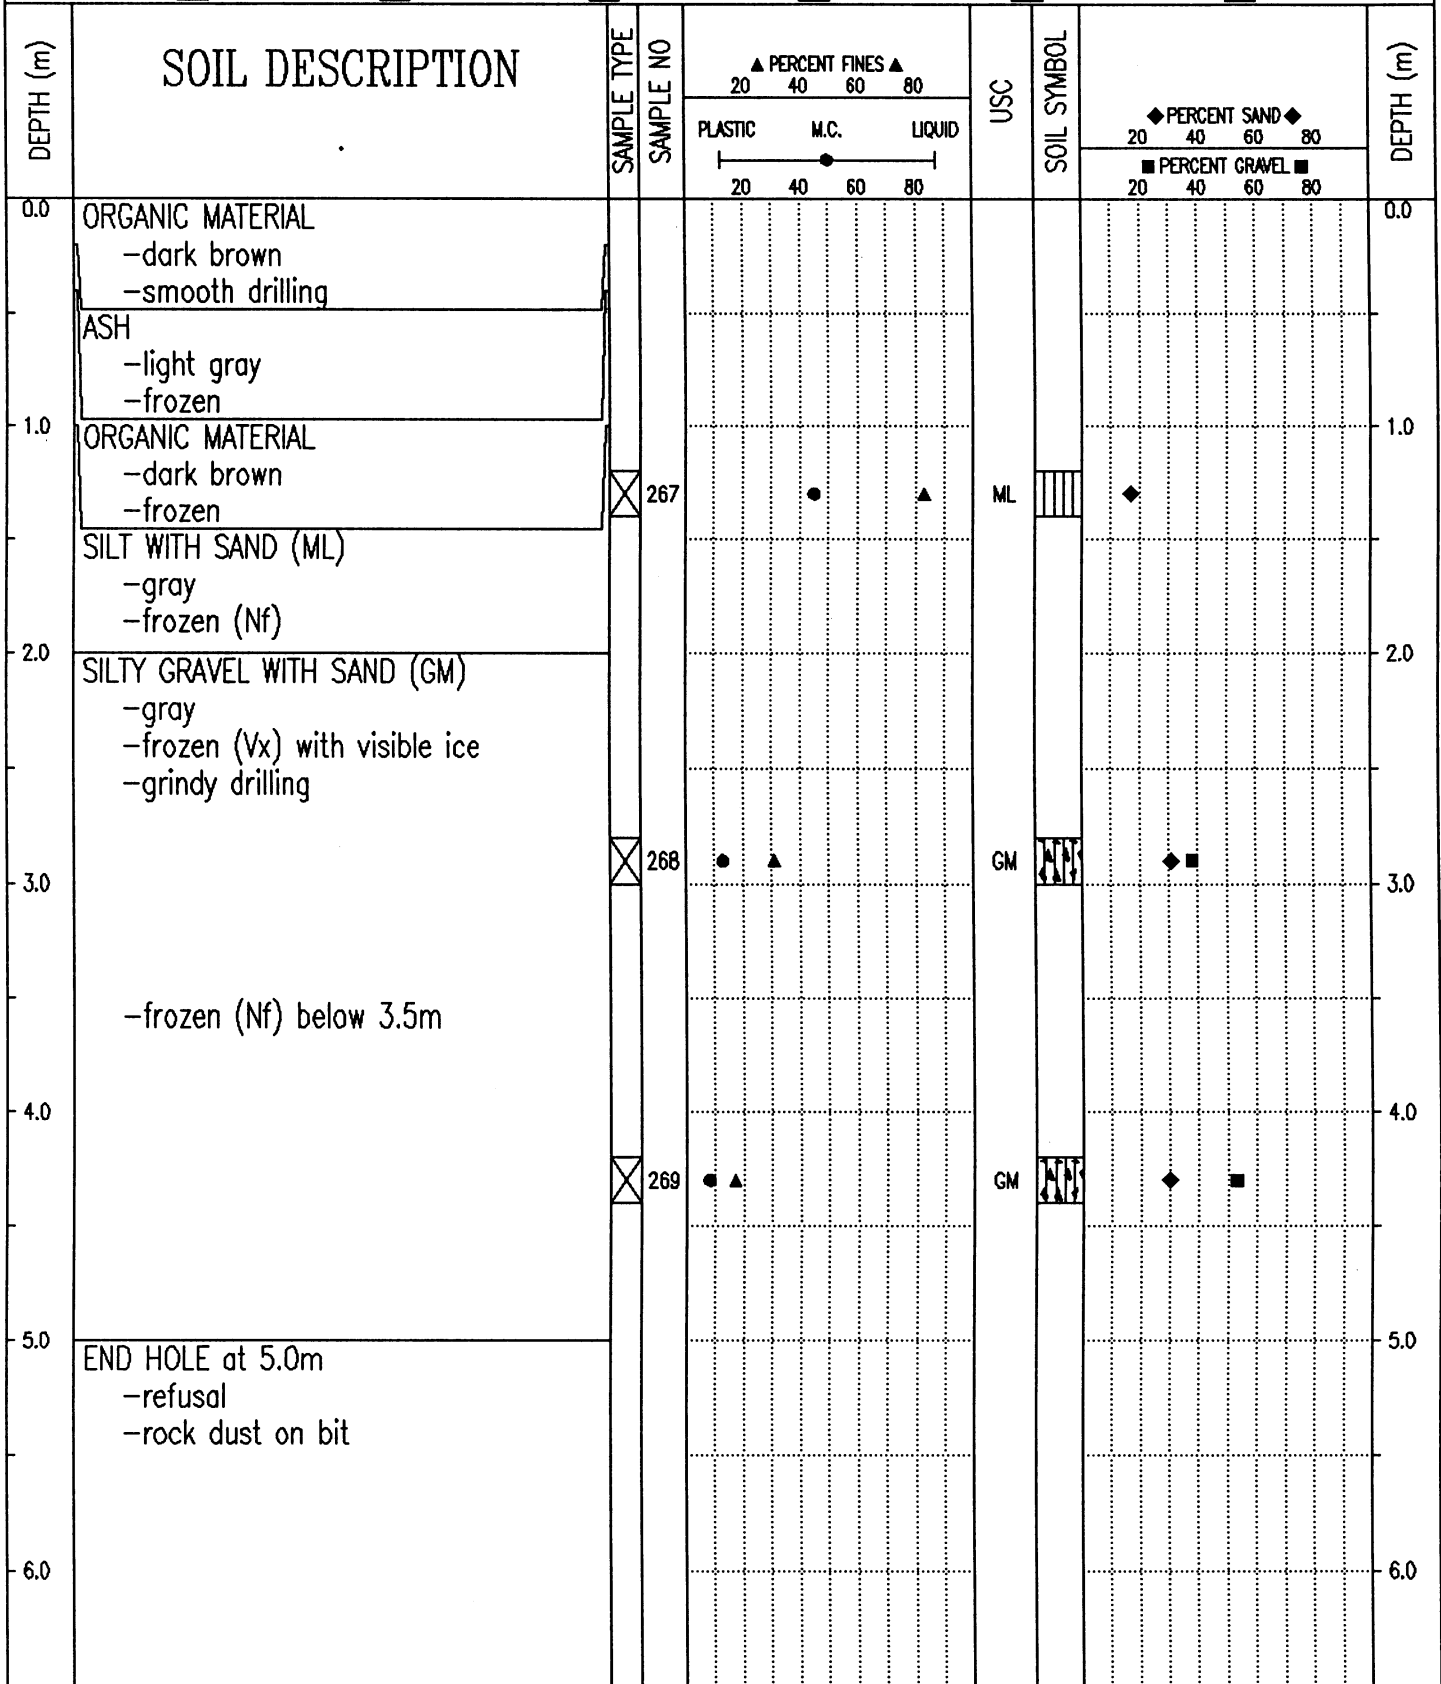 DEPTH (m)
SOIL DESCRIPTION
SAMPLE TYPE
SAMPLE NO
▲ PERCENT FINES ▲
20 40 60 80
PLASTIC M.C. LIQUID
20 40 60 80
USC
SOIL SYMBOL
◆ PERCENT SAND ◆
20 40 60 80
■ PERCENT GRAVEL ■
20 40 60 80
DEPTH (m)
0.0
ORGANIC MATERIAL
0.0
-dark brown
-smooth drilling
ASH
-light gray
-frozen
1.0
ORGANIC MATERIAL
1.0
-dark brown
-frozen
267
ML
SILT WITH SAND (ML)
-gray
-frozen (Nf)
2.0
2.0
SILTY GRAVEL WITH SAND (GM)
-gray
-frozen (Vx) with visible ice
-grindy drilling
268
GM
3.0
3.0
-frozen (Nf) below 3.5m
4.0
4.0
269
GM
5.0
5.0
END HOLE at 5.0m
-refusal
-rock dust on bit
6.0
6.0